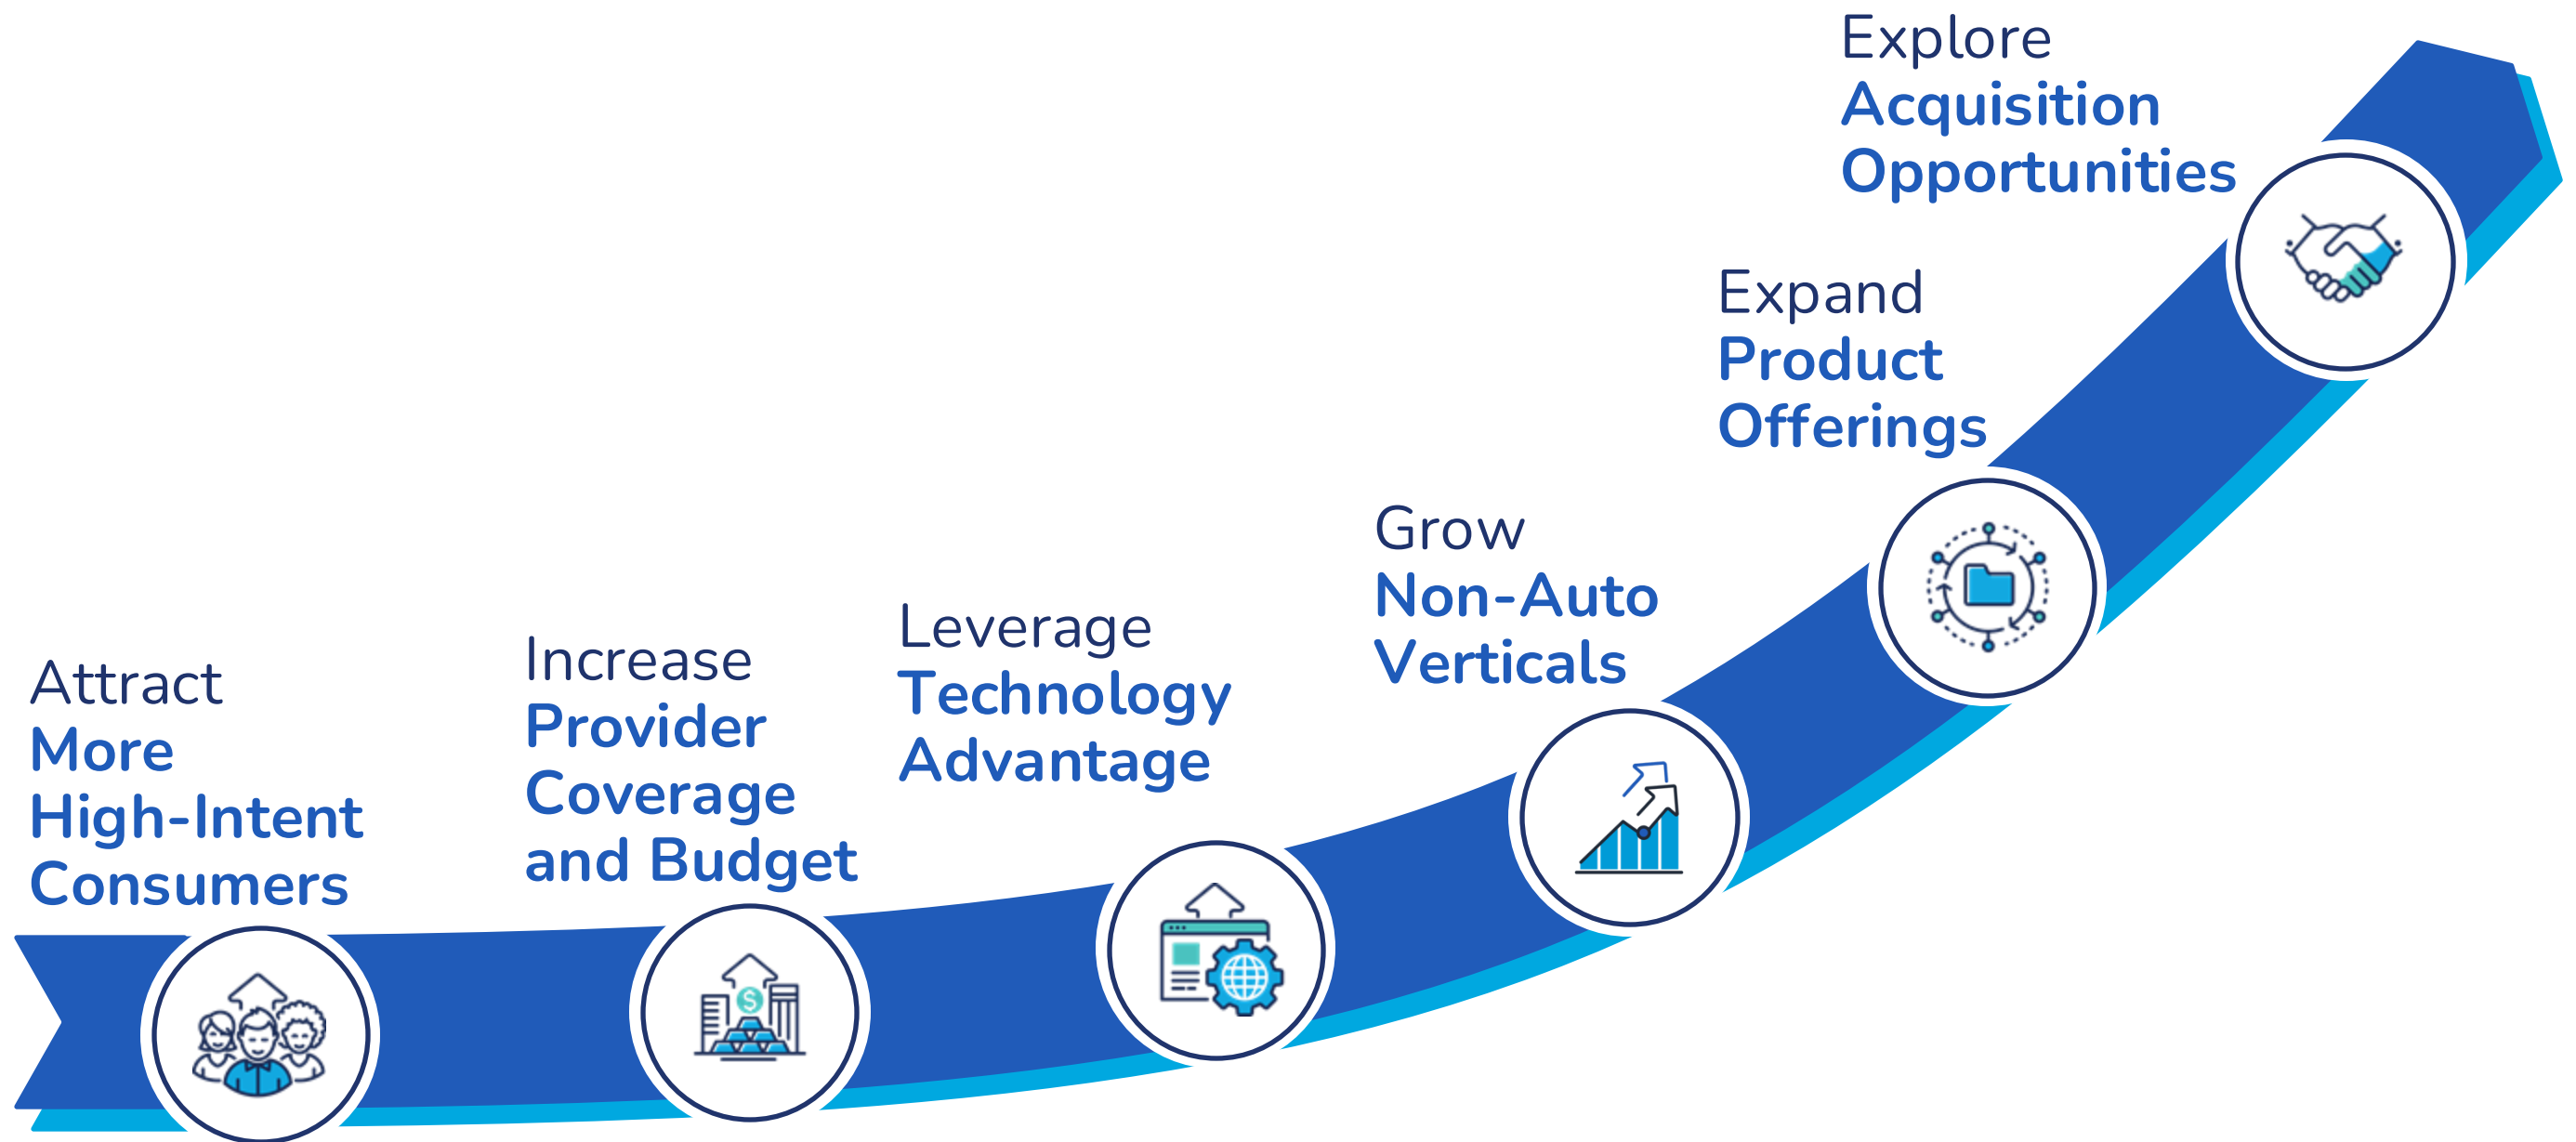 Attract
More
High-Intent
Consumers
Increase
Provider
Coverage
and Budget
Leverage
Technology
Advantage
Grow
Non-Auto
Verticals
Expand
Product
Offerings
Explore
Acquisition
Opportunities
$